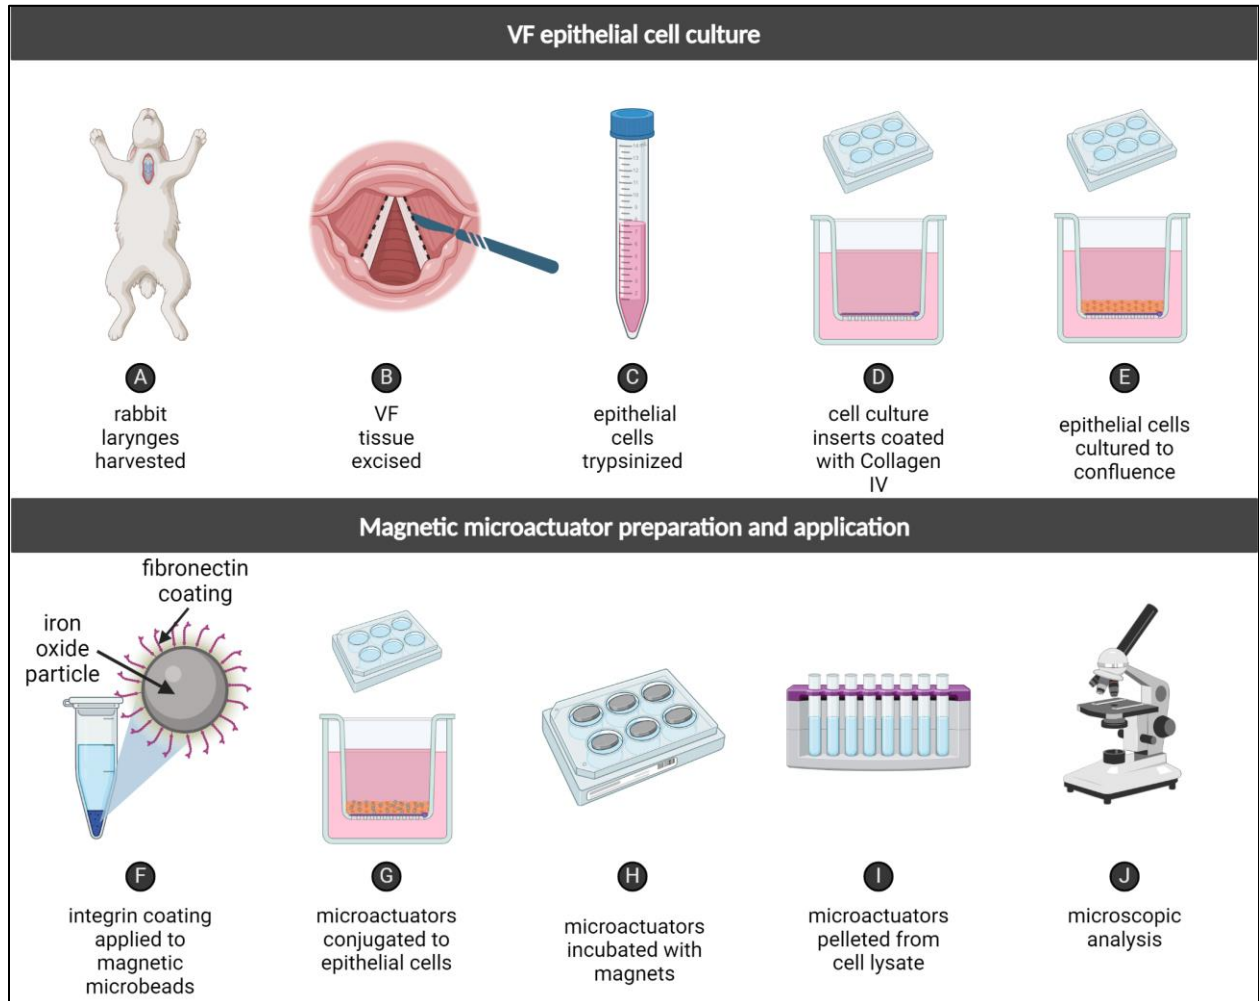 VF epithelial cell culture
A
rabbit
larynges
harvested
B
VF
tissue
excised
C
epithelial
cells
trypsinized
D
cell culture
inserts coated
with Collagen
IV
E
epithelial cells
cultured to
confluence
Magnetic microactuator preparation and application
fibronectin
coating
iron
oxide
particle
F
integrin coating
applied to
magnetic
microbeads
G
microactuators
conjugated to
epithelial cells
H
microactuators
incubated with
magnets
I
microactuators
pelleted from
cell lysate
J
microscopic
analysis